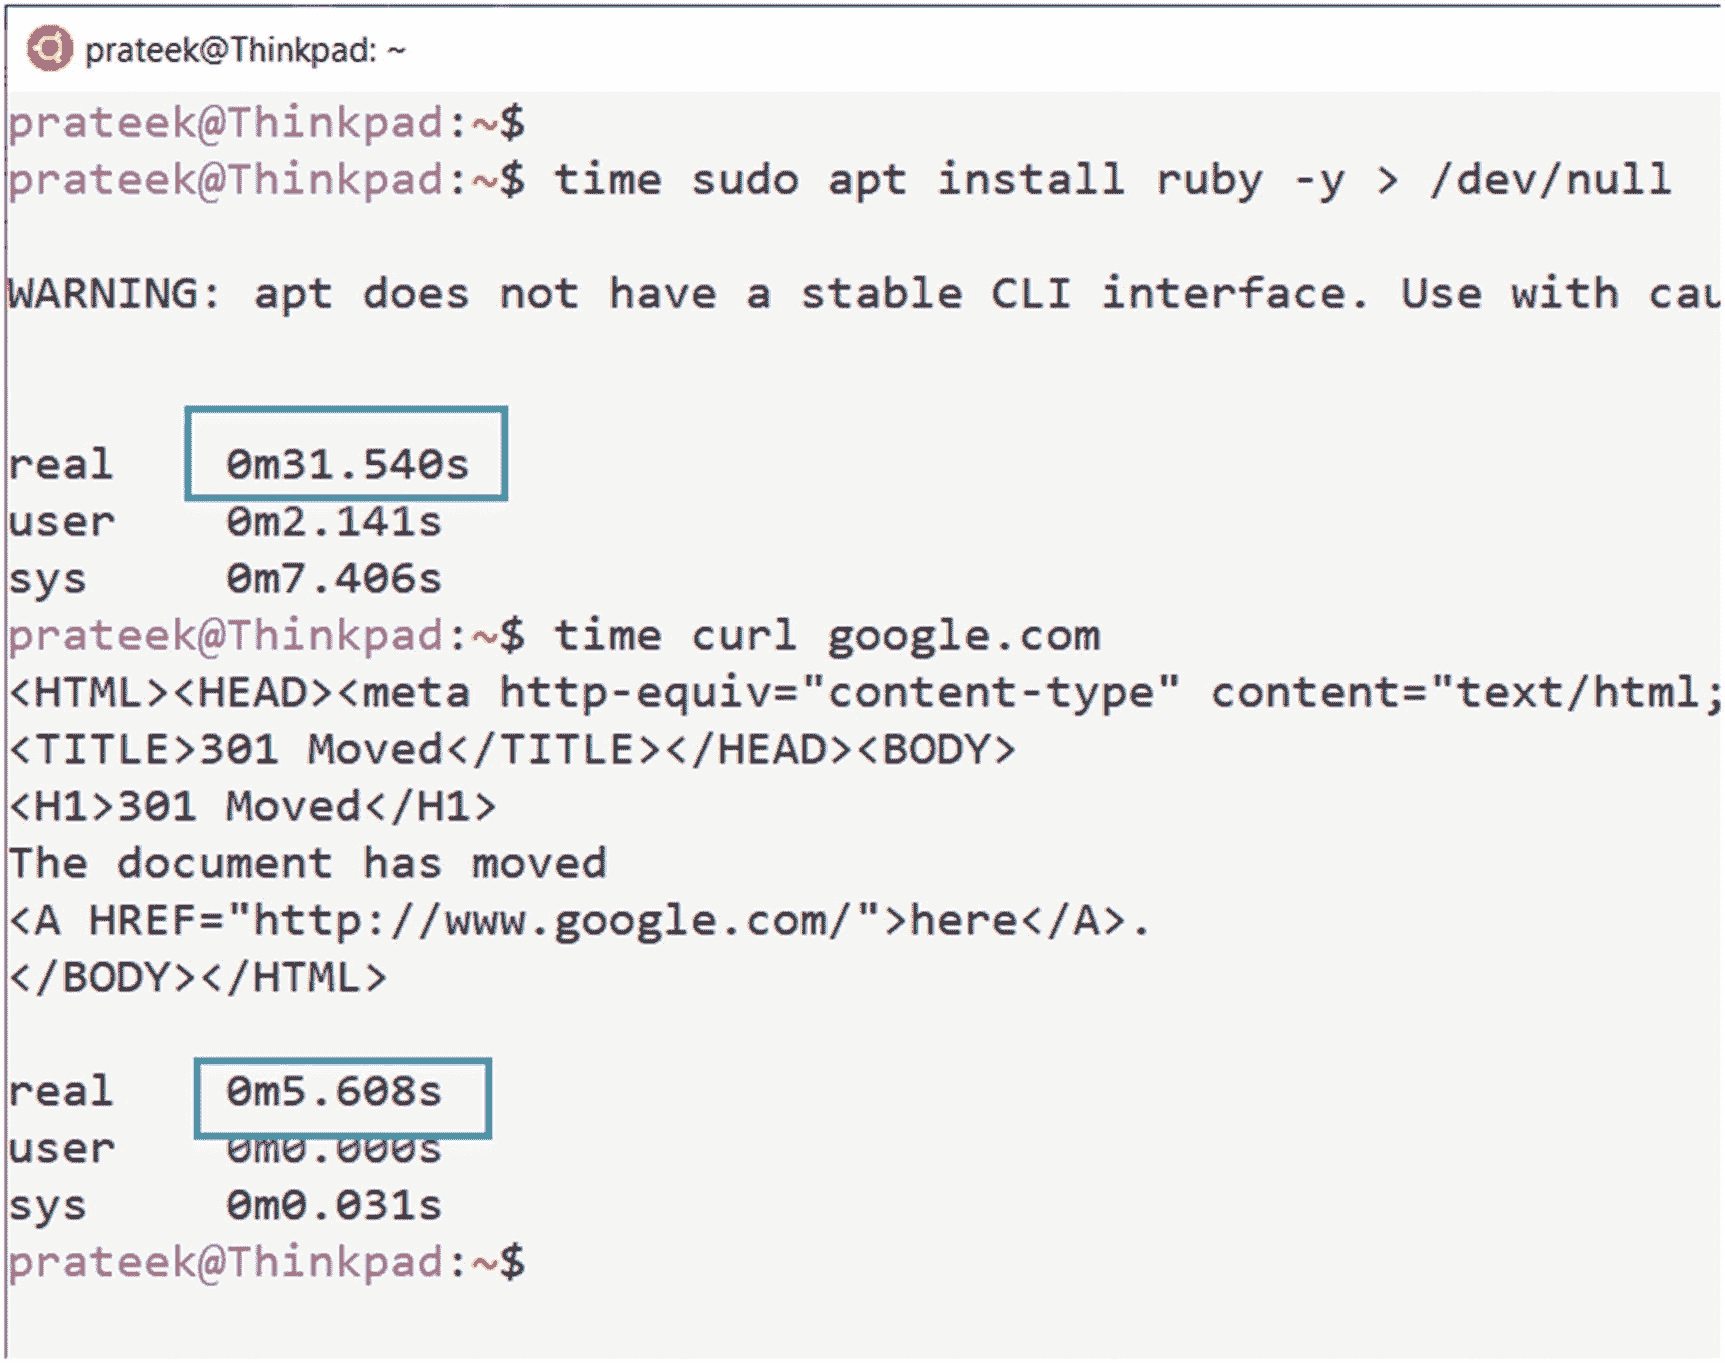 prateek@Thinkpad: ~
prateek@Thinkpad:~$
prateek@Thinkpad:~$ time sudo apt install ruby -y > /dev/null
WARNING: apt does not have a stable CLI interface. Use with cau
real 0m31.540s
user 0m2.141s
sys 0m7.406s
prateek@Thinkpad:~$ time curl google.com
<HTML><HEAD><meta http-equiv="content-type" content="text/html;
<TITLE>301 Moved</TITLE></HEAD><BODY>
<H1>301 Moved</H1>
The document has moved
<A HREF="http://www.google.com/">here</A>.
</BODY></HTML>
real 0m5.608s
user 0m0.000s
sys 0m0.031s
prateek@Thinkpad:~$